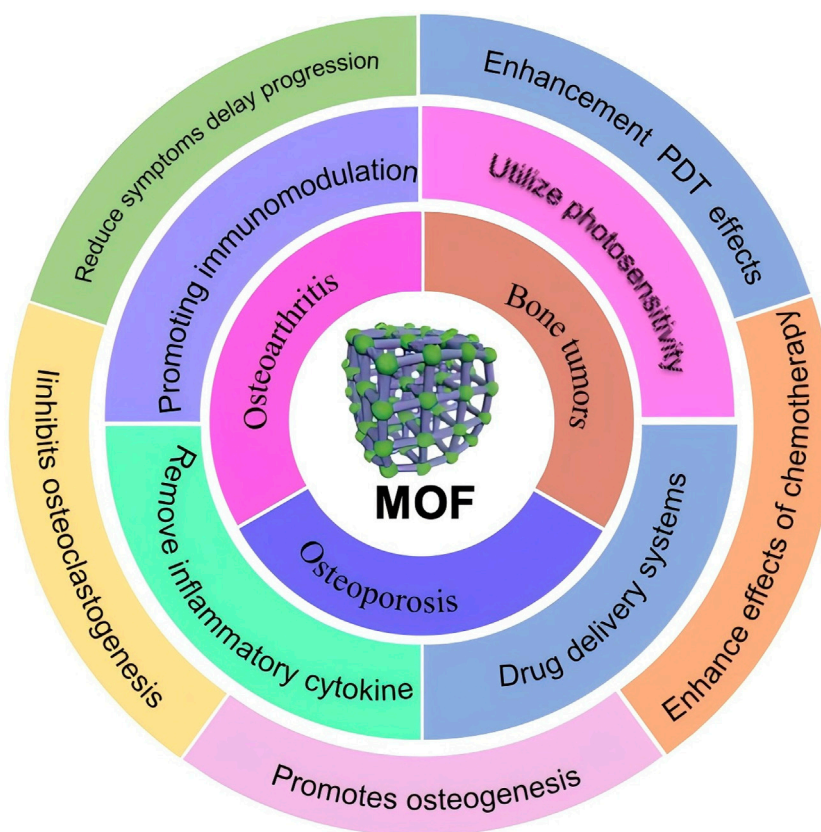 Reduce symptoms delay progression
Enhancement PDT effects
Enhance effects of chemotherapy
Promotes osteogenesis
Iinhibits osteoclastogenesis
Promoting immunomodulation
Utilize photosensitivity
Drug delivery systems
Remove inflammatory cytokine
Osteoarthritis
Bone tumors
Osteoporosis
MOF